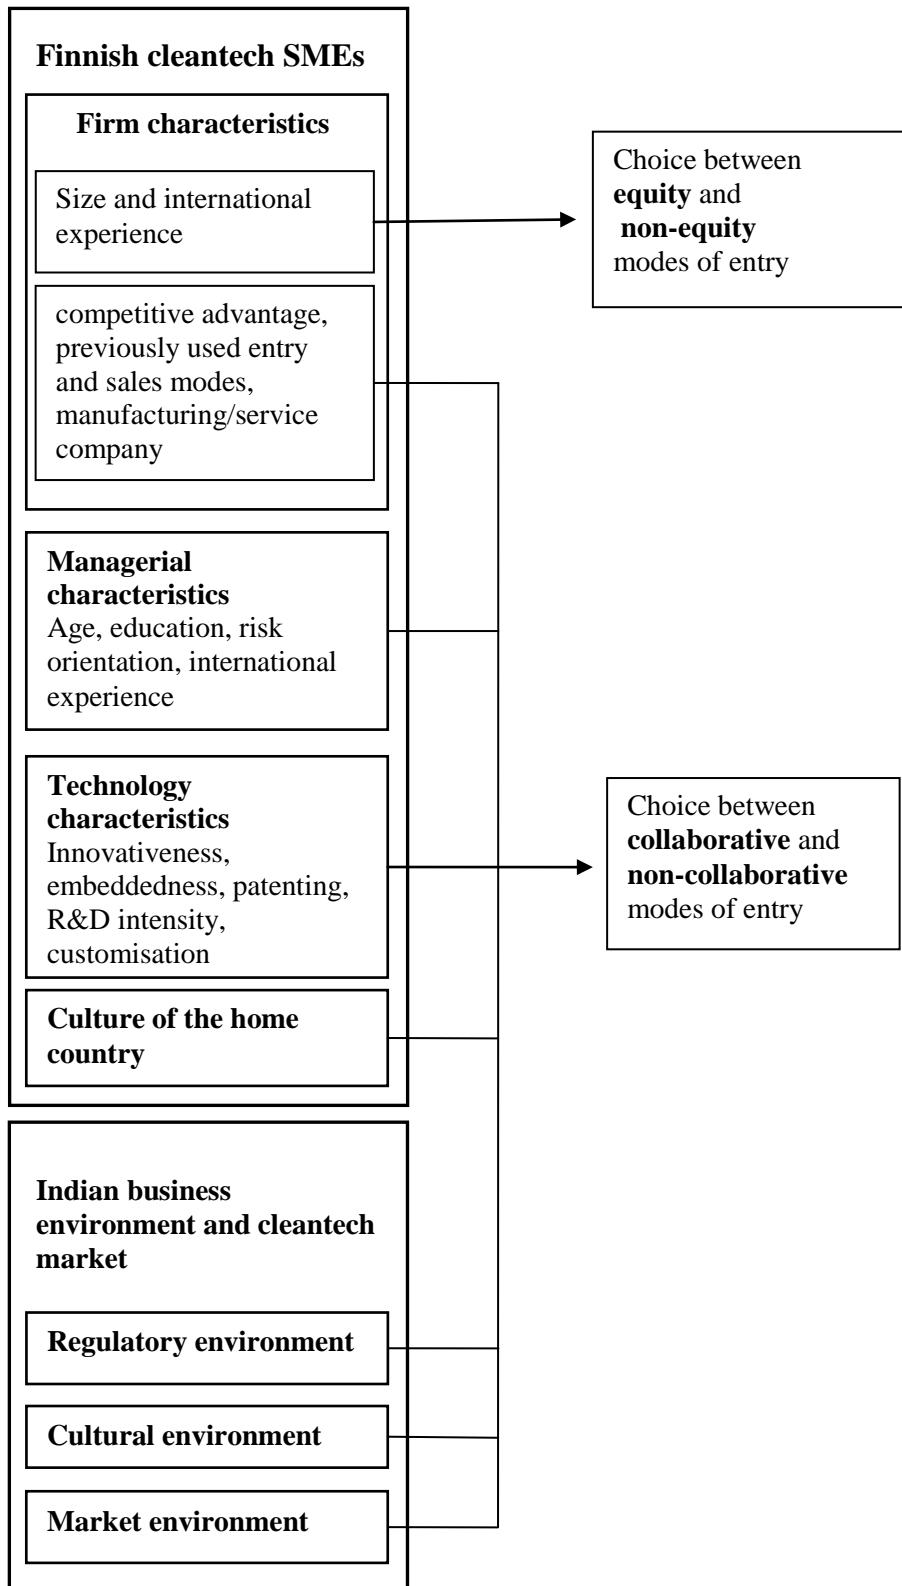 Finnish cleantech SMEs
Firm characteristics
Size and international
experience
competitive advantage,
previously used entry
and sales modes,
manufacturing/service
company
Managerial
characteristics
Age, education, risk
orientation, international
experience
Technology
characteristics
Innovativeness,
embeddedness, patenting,
R&D intensity,
customisation
Culture of the home
country
Indian business
environment and cleantech
market
Regulatory environment
Cultural environment
Market environment
Choice between
equity and
non-equity
modes of entry
Choice between
collaborative and
non-collaborative
modes of entry